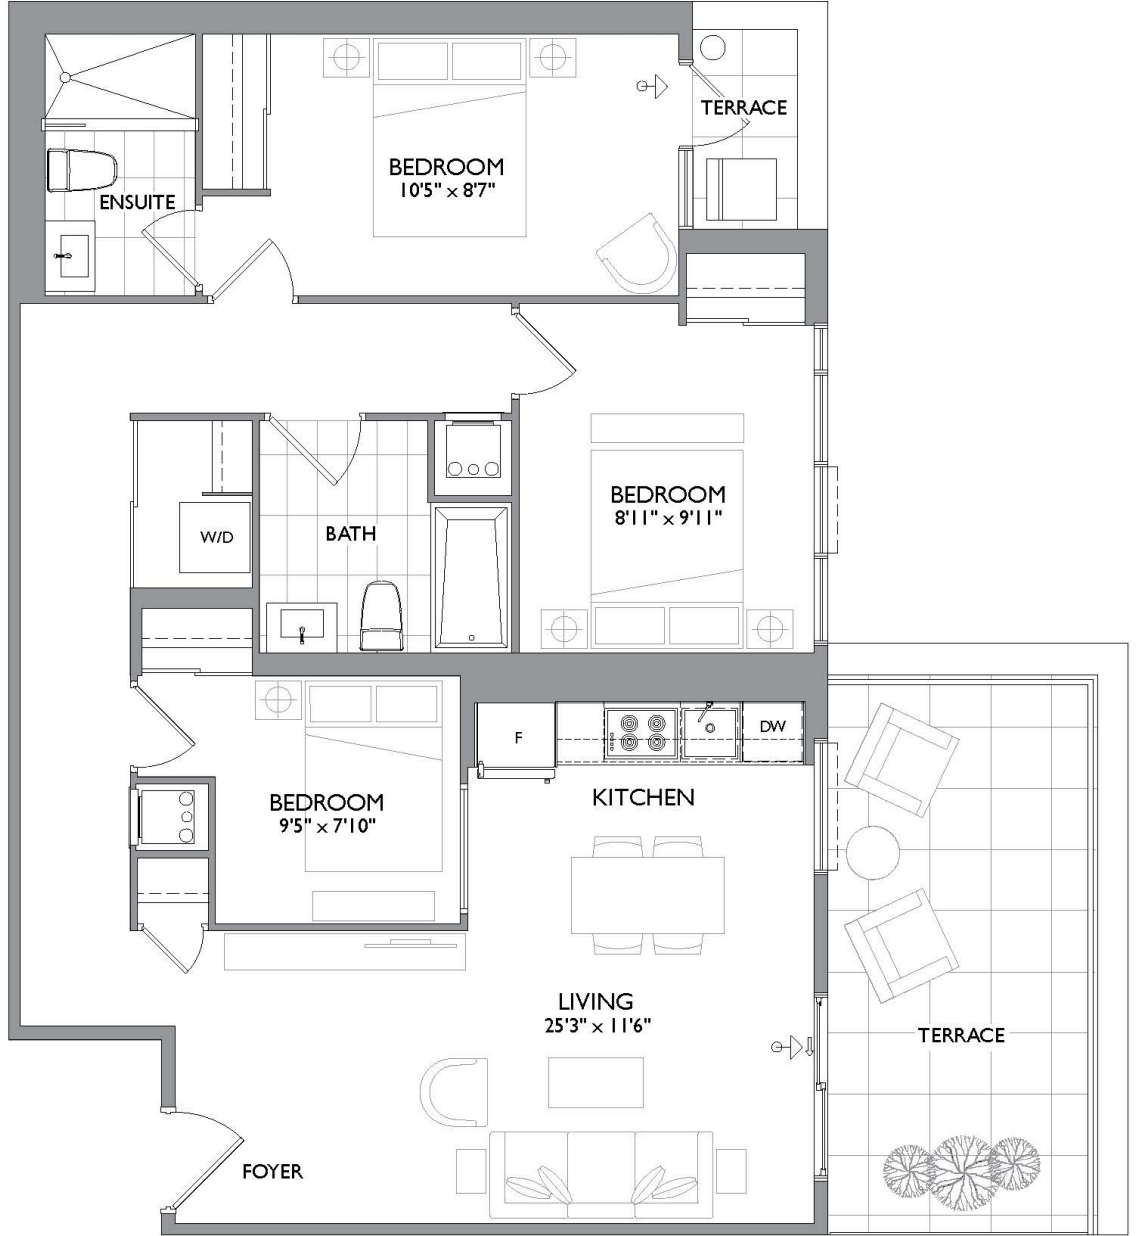 TERRACE
BEDROOM
10'5" x 8'7"
ENSUITE
BEDROOM
8'11" x 9'11"
W/D
BATH
F
DW
KITCHEN
BEDROOM
9'5" x 7'10"
LIVING
25'3" x 11'6"
TERRACE
FOYER